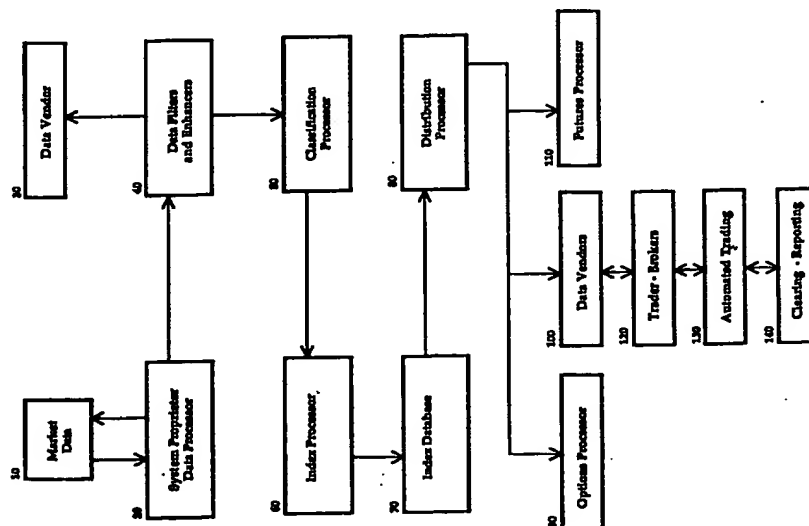 10
Market
Data
30
Data Vendor
20
System Proprieter
Data Processor
40
Data Filters
and Enhancers
60
Index Processor
50
Classification
Processor
70
Index Database
80
Distribution
Processor
90
Options Processor
100
Data Vendors
110
Futures Processor
120
Trader - Brokers
130
Automated Trading
140
Clearing - Reporting